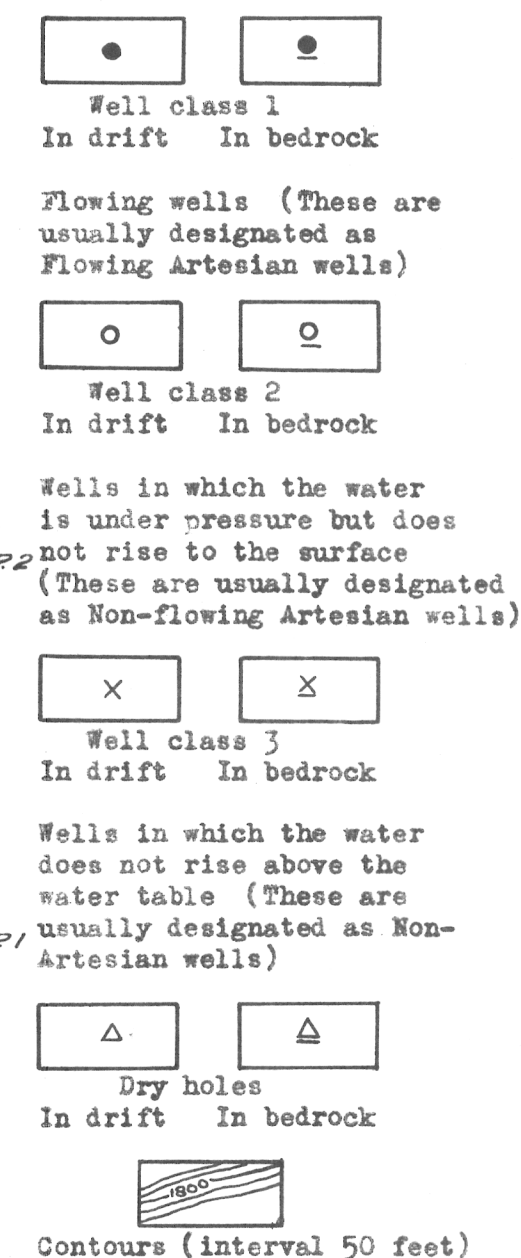 Well class 1
In drift In bedrock
Flowing wells (These are
usually designated as
Flowing Artesian wells)
Well class 2
In drift In bedrock
Wells in which the water
is under pressure but does
not rise to the surface
(These are usually designated
as Non-flowing Artesian wells)
Well class 3
In drift In bedrock
Wells in which the water
does not rise above the
water table (These are
usually designated as Non-
Artesian wells)
Dry holes
In drift In bedrock
1800
Contours (interval 50 feet)